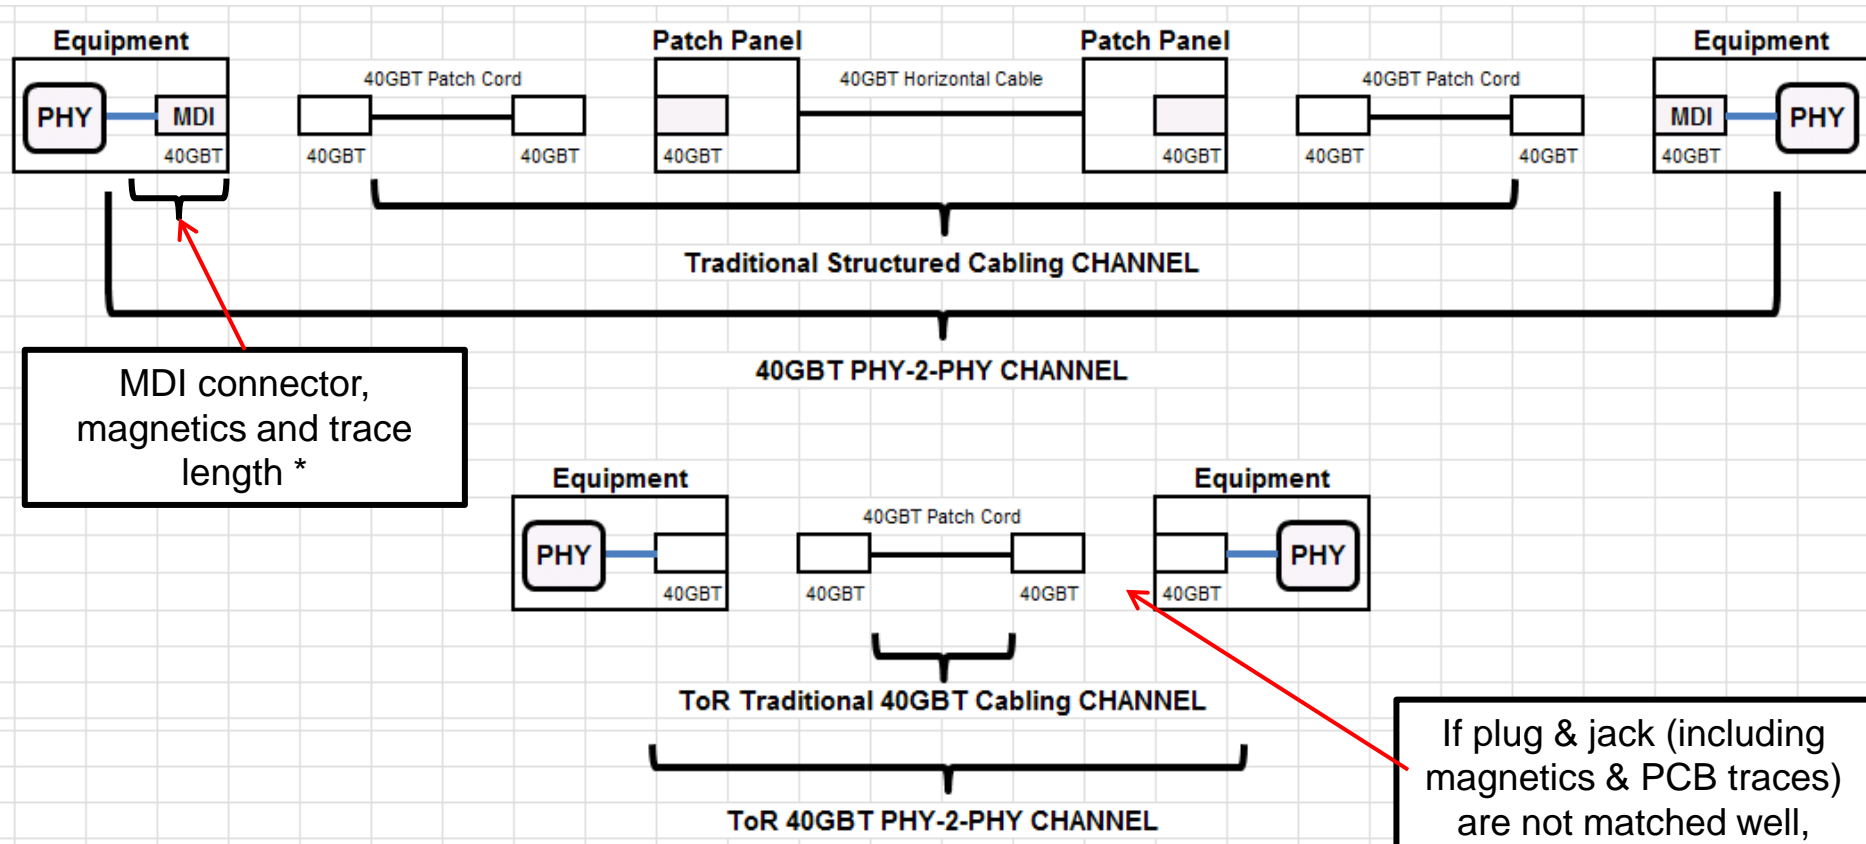 Equipment
Patch Panel
Patch Panel
Equipment
40GBT Patch Cord
40GBT Horizontal Cable
40GBT Patch Cord
PHY
MDI
MDI
PHY
40GBT
40GBT
40GBT
40GBT
40GBT
40GBT
40GBT
40GBT
Traditional Structured Cabling CHANNEL
40GBT PHY-2-PHY CHANNEL
MDI connector,
magnetics and trace
length *
Equipment
Equipment
40GBT Patch Cord
PHY
PHY
40GBT
40GBT
40GBT
40GBT
ToR Traditional 40GBT Cabling CHANNEL
ToR 40GBT PHY-2-PHY CHANNEL
If plug & jack (including
magnetics & PCB traces)
are not matched well,